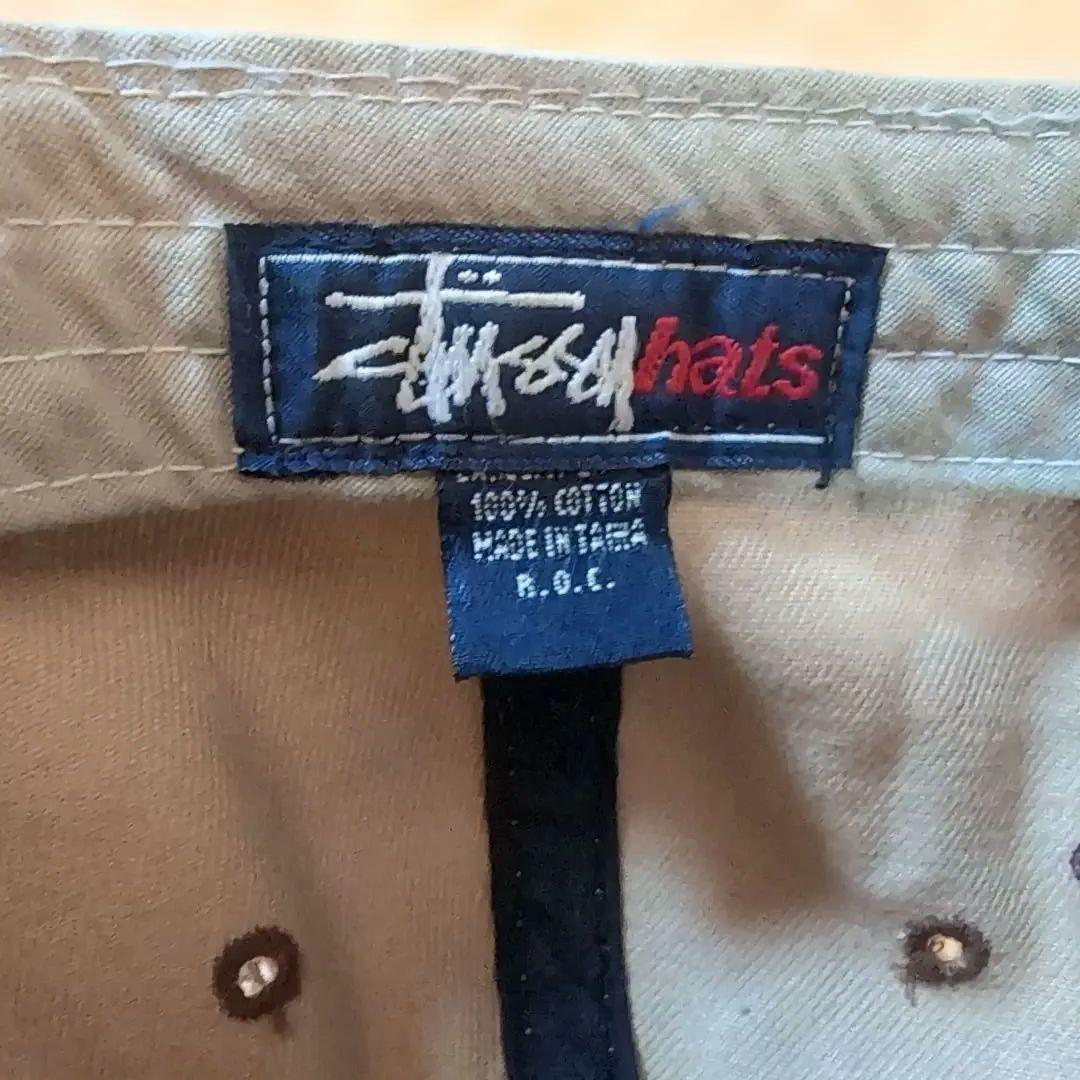 Stüssy hats
100% COTTON
MADE IN TAIWA
R.O.C.